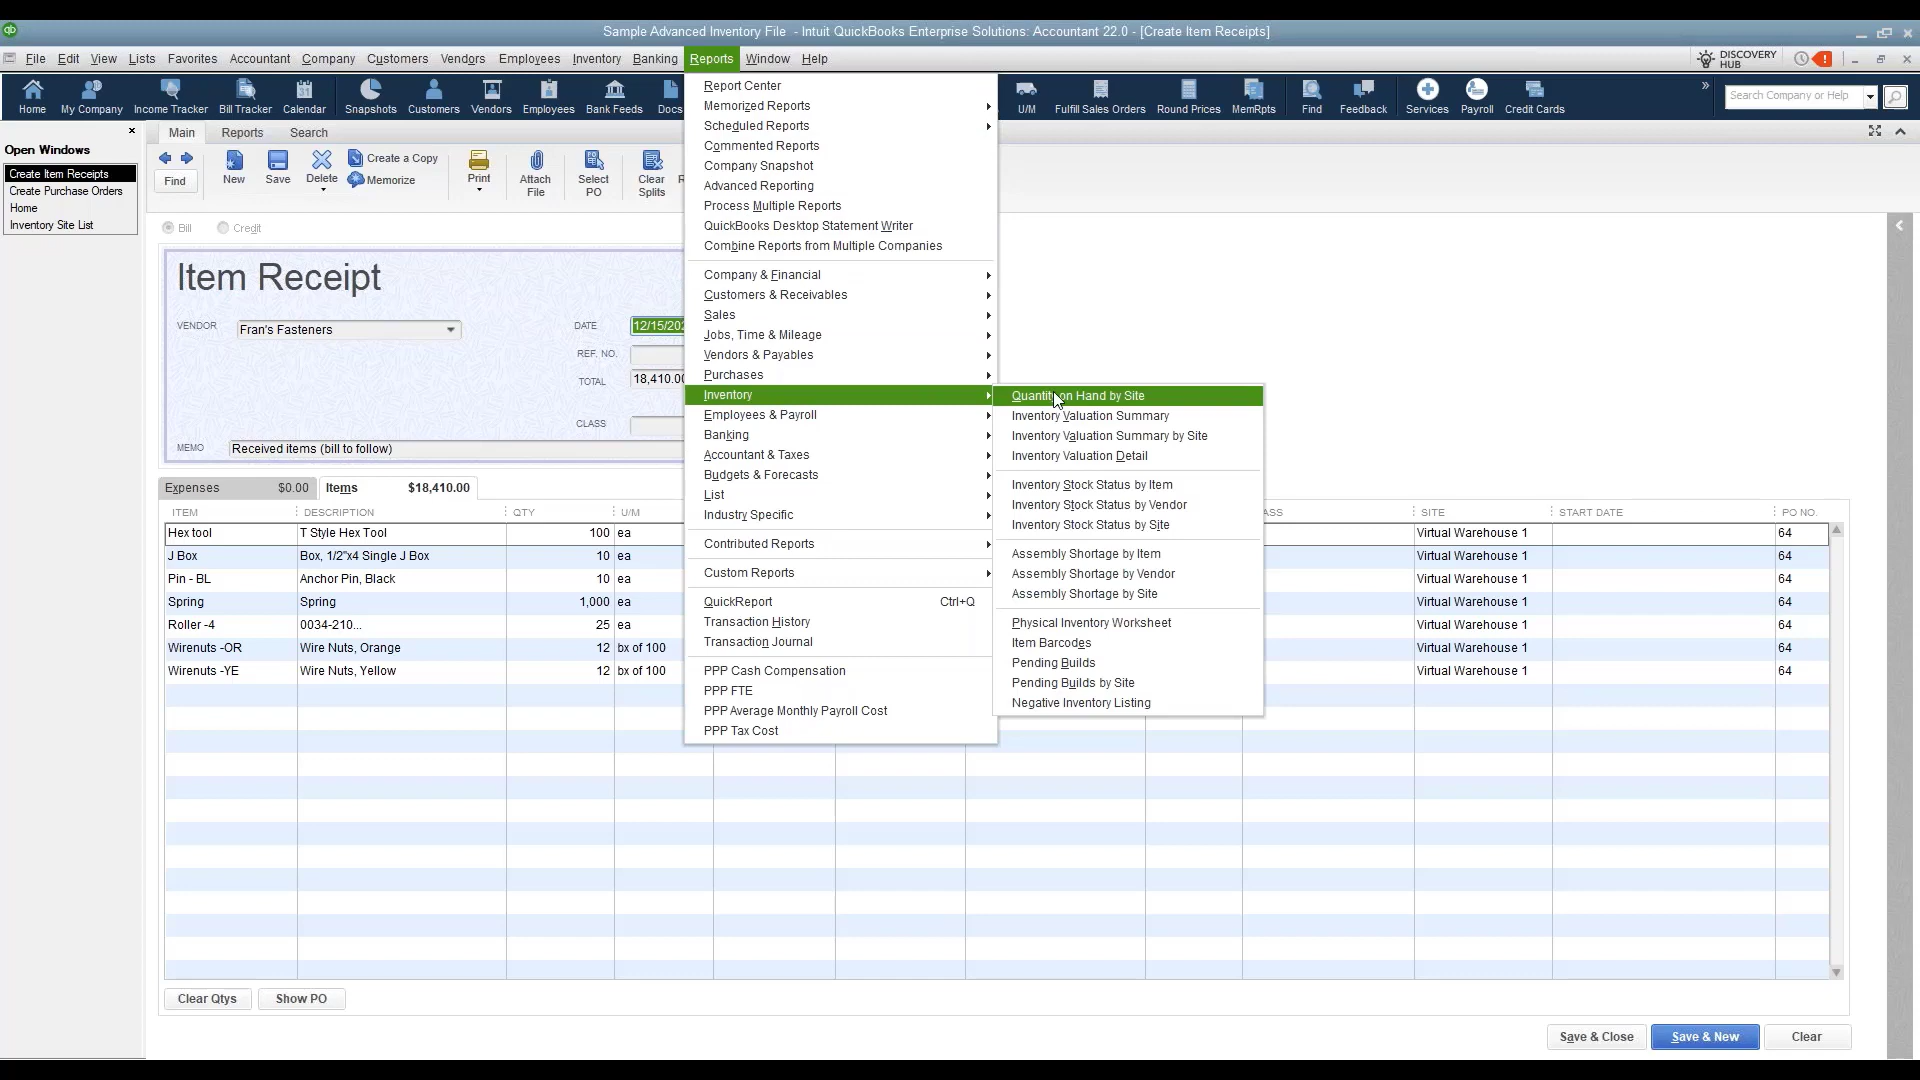 Sample Advanced Inventory File - Intuit QuickBooks Enterprise Solutions: Accountant 22.0 - [Create Item Receipts]
File Edit View Lists Favorites Accountant Company Customers Vendors Employees Inventory Banking Reports Window Help
DISCOVERY HUB
Home My Company Income Tracker Bill Tracker Calendar Snapshots Customers Vendors Employees Bank Feeds Docs U/M Fulfill Sales Orders Round Prices MemRpts Find Feedback Services Payroll Credit Cards
Search Company or Help
Open Windows
Create Item Receipts
Create Purchase Orders
Home
Inventory Site List
Main Reports Search
Find
New
Save
Delete
Create a Copy
Memorize
Print
Attach File
Select PO
Clear Splits
Bill Credit
Item Receipt
VENDOR Fran's Fasteners
DATE
REF. NO.
TOTAL
CLASS
MEMO Received items (bill to follow)
Expenses $0.00 Items $18,410.00
ITEM DESCRIPTION QTY U/M SITE START DATE PO NO.
Hex tool T Style Hex Tool 100 ea Virtual Warehouse 1 64
J Box Box, 1/2"x4 Single J Box 10 ea Virtual Warehouse 1 64
Pin - BL Anchor Pin, Black 10 ea Virtual Warehouse 1 64
Spring Spring 1,000 ea Virtual Warehouse 1 64
Roller -4 0034-210... 25 ea Virtual Warehouse 1 64
Wirenuts -OR Wire Nuts, Orange 12 bx of 100 Virtual Warehouse 1 64
Wirenuts -YE Wire Nuts, Yellow 12 bx of 100 Virtual Warehouse 1 64
Clear Qtys Show PO
Save & Close Save & New Clear
Report Center
Memorized Reports
Scheduled Reports
Commented Reports
Company Snapshot
Advanced Reporting
Process Multiple Reports
QuickBooks Desktop Statement Writer
Combine Reports from Multiple Companies
Company & Financial
Customers & Receivables
Sales
Jobs, Time & Mileage
Vendors & Payables
Purchases
Inventory
Employees & Payroll
Banking
Accountant & Taxes
Budgets & Forecasts
List
Industry Specific
Contributed Reports
Custom Reports
QuickReport Ctrl+Q
Transaction History
Transaction Journal
PPP Cash Compensation
PPP FTE
PPP Average Monthly Payroll Cost
PPP Tax Cost
Quantity on Hand by Site
Inventory Valuation Summary
Inventory Valuation Summary by Site
Inventory Valuation Detail
Inventory Stock Status by Item
Inventory Stock Status by Vendor
Inventory Stock Status by Site
Assembly Shortage by Item
Assembly Shortage by Vendor
Assembly Shortage by Site
Physical Inventory Worksheet
Item Barcodes
Pending Builds
Pending Builds by Site
Negative Inventory Listing